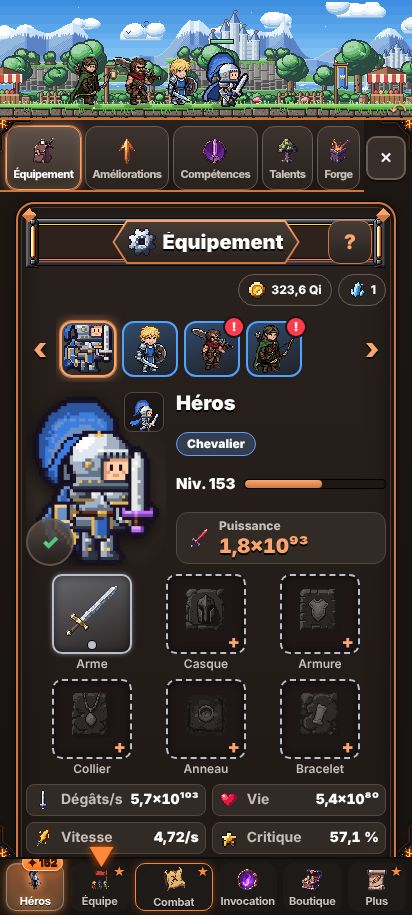 Équipement
Améliorations
Compétences
Talents
Forge
×
Équipement
?
323,6 Qi
1
!
!
Héros
Chevalier
Niv. 153
Puissance
1,8×10⁹³
Arme
+
Casque
+
Armure
+
Collier
+
Anneau
+
Bracelet
Dégâts/s 5,7×10¹⁰³
Vie 5,4×10⁸⁰
Vitesse 4,72/s
Critique 57,1 %
Héros
Équipe
Combat
Invocation
Boutique
Plus